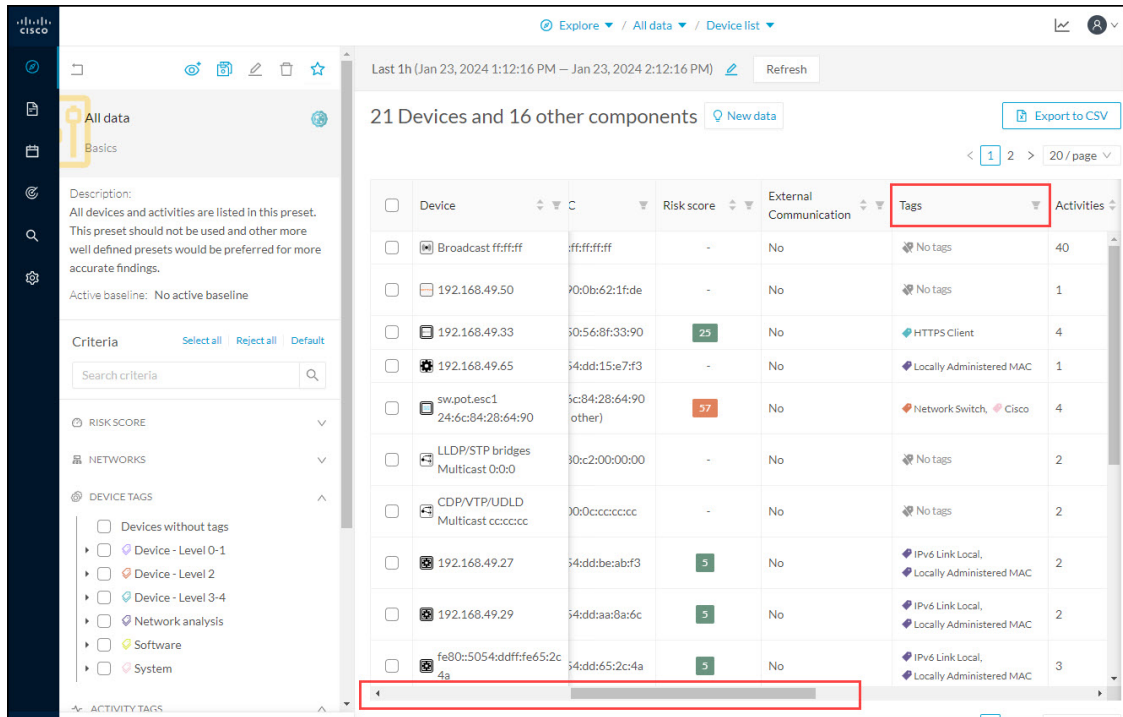 cisco
Explore / All data / Device list
Last 1h (Jan 23, 2024 1:12:16 PM — Jan 23, 2024 2:12:16 PM) Refresh
All data
Basics
Description:
All devices and activities are listed in this preset.
This preset should not be used and other more
well defined presets would be preferred for more
accurate findings.
Active baseline: No active baseline
Criteria Select all Reject all Default
Search criteria
RISK SCORE
NETWORKS
DEVICE TAGS
Devices without tags
Device - Level 0-1
Device - Level 2
Device - Level 3-4
Network analysis
Software
System
ACTIVITY TAGS
21 Devices and 16 other components New data Export to CSV
< 1 2 > 20 / page
Device C Risk score External Communication Tags Activities
Broadcast ff:ff:ff :ff:ff:ff:ff - No No tags 40
192.168.49.50 90:0b:62:1f:de - No No tags 1
192.168.49.33 50:56:8f:33:90 25 No HTTPS Client 4
192.168.49.65 54:dd:15:e7:f3 - No Locally Administered MAC 1
sw.pot.esc1 6c:84:28:64:90
24:6c:84:28:64:90 other) 57 No Network Switch, Cisco 4
LLDP/STP bridges
Multicast 0:0:0 80:c2:00:00:00 - No No tags 2
CDP/VTP/UDLD
Multicast cc:cc:cc 00:0c:cc:cc:cc - No No tags 2
192.168.49.27 54:dd:be:ab:f3 5 No IPv6 Link Local,
Locally Administered MAC 2
192.168.49.29 54:dd:aa:8a:6c 5 No IPv6 Link Local,
Locally Administered MAC 2
fe80::5054:ddff:fe65:2c
4a 54:dd:65:2c:4a 5 No IPv6 Link Local,
Locally Administered MAC 3